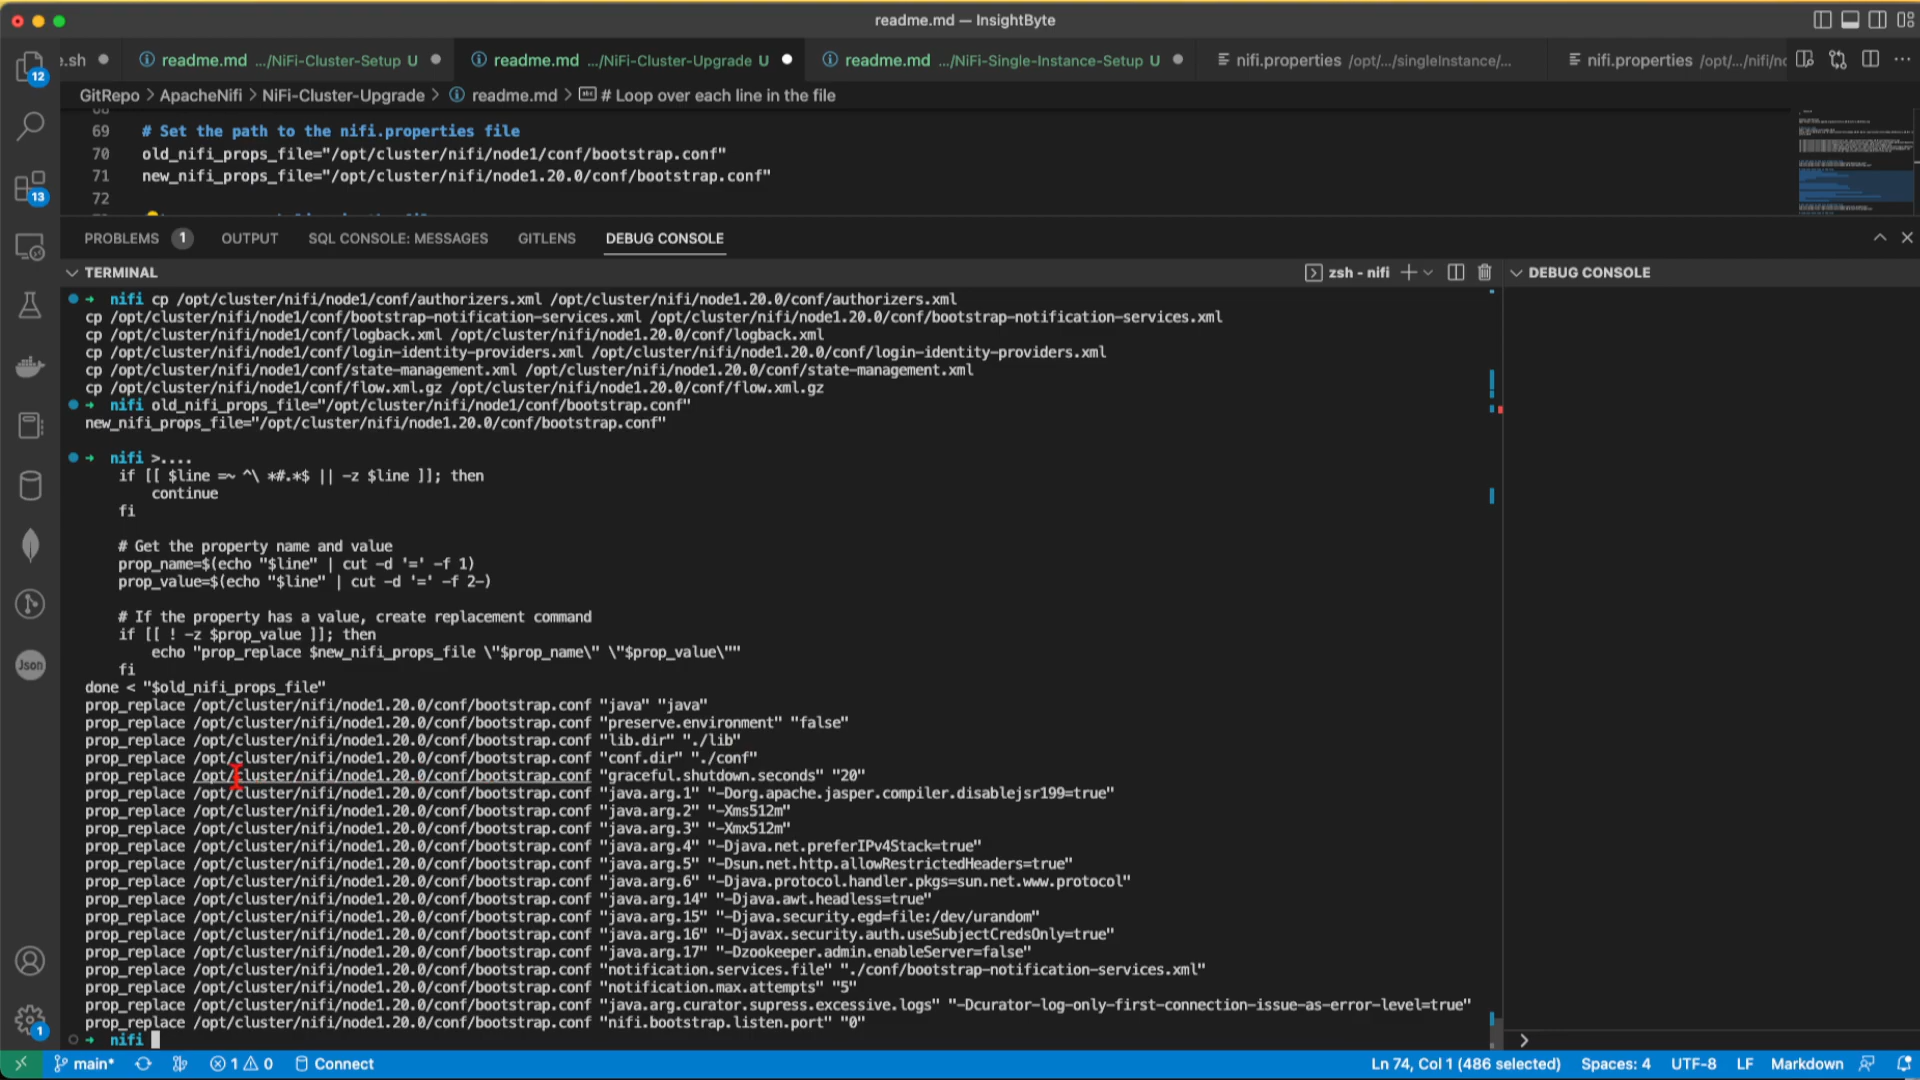 readme.md — InsightByte
e.sh
readme.md .../NiFi-Cluster-Setup U
readme.md .../NiFi-Cluster-Upgrade U
readme.md .../NiFi-Single-Instance-Setup U
nifi.properties /opt/.../singleInstance/...
nifi.properties /opt/.../nifi/no
GitRepo > ApacheNifi > NiFi-Cluster-Upgrade > readme.md > # Loop over each line in the file
69 # Set the path to the nifi.properties file
70 old_nifi_props_file="/opt/cluster/nifi/node1/conf/bootstrap.conf"
71 new_nifi_props_file="/opt/cluster/nifi/node1.20.0/conf/bootstrap.conf"
72
PROBLEMS 1 OUTPUT SQL CONSOLE: MESSAGES GITLENS DEBUG CONSOLE
TERMINAL
zsh - nifi
DEBUG CONSOLE
→ nifi cp /opt/cluster/nifi/node1/conf/authorizers.xml /opt/cluster/nifi/node1.20.0/conf/authorizers.xml
cp /opt/cluster/nifi/node1/conf/bootstrap-notification-services.xml /opt/cluster/nifi/node1.20.0/conf/bootstrap-notification-services.xml
cp /opt/cluster/nifi/node1/conf/logback.xml /opt/cluster/nifi/node1.20.0/conf/logback.xml
cp /opt/cluster/nifi/node1/conf/login-identity-providers.xml /opt/cluster/nifi/node1.20.0/conf/login-identity-providers.xml
cp /opt/cluster/nifi/node1/conf/state-management.xml /opt/cluster/nifi/node1.20.0/conf/state-management.xml
cp /opt/cluster/nifi/node1/conf/flow.xml.gz /opt/cluster/nifi/node1.20.0/conf/flow.xml.gz
→ nifi old_nifi_props_file="/opt/cluster/nifi/node1/conf/bootstrap.conf"
new_nifi_props_file="/opt/cluster/nifi/node1.20.0/conf/bootstrap.conf"
→ nifi >....
if [[ $line =~ ^\ *#.*$ || -z $line ]]; then
continue
fi
# Get the property name and value
prop_name=$(echo "$line" | cut -d '=' -f 1)
prop_value=$(echo "$line" | cut -d '=' -f 2-)
# If the property has a value, create replacement command
if [[ ! -z $prop_value ]]; then
echo "prop_replace $new_nifi_props_file \"$prop_name\" \"$prop_value\""
fi
done < "$old_nifi_props_file"
prop_replace /opt/cluster/nifi/node1.20.0/conf/bootstrap.conf "java" "java"
prop_replace /opt/cluster/nifi/node1.20.0/conf/bootstrap.conf "preserve.environment" "false"
prop_replace /opt/cluster/nifi/node1.20.0/conf/bootstrap.conf "lib.dir" "./lib"
prop_replace /opt/cluster/nifi/node1.20.0/conf/bootstrap.conf "conf.dir" "./conf"
prop_replace /opt/cluster/nifi/node1.20.0/conf/bootstrap.conf "graceful.shutdown.seconds" "20"
prop_replace /opt/cluster/nifi/node1.20.0/conf/bootstrap.conf "java.arg.1" "-Dorg.apache.jasper.compiler.disablejsr199=true"
prop_replace /opt/cluster/nifi/node1.20.0/conf/bootstrap.conf "java.arg.2" "-Xms512m"
prop_replace /opt/cluster/nifi/node1.20.0/conf/bootstrap.conf "java.arg.3" "-Xmx512m"
prop_replace /opt/cluster/nifi/node1.20.0/conf/bootstrap.conf "java.arg.4" "-Djava.net.preferIPv4Stack=true"
prop_replace /opt/cluster/nifi/node1.20.0/conf/bootstrap.conf "java.arg.5" "-Dsun.net.http.allowRestrictedHeaders=true"
prop_replace /opt/cluster/nifi/node1.20.0/conf/bootstrap.conf "java.arg.6" "-Djava.protocol.handler.pkgs=sun.net.www.protocol"
prop_replace /opt/cluster/nifi/node1.20.0/conf/bootstrap.conf "java.arg.14" "-Djava.awt.headless=true"
prop_replace /opt/cluster/nifi/node1.20.0/conf/bootstrap.conf "java.arg.15" "-Djava.security.egd=file:/dev/urandom"
prop_replace /opt/cluster/nifi/node1.20.0/conf/bootstrap.conf "java.arg.16" "-Djavax.security.auth.useSubjectCredsOnly=true"
prop_replace /opt/cluster/nifi/node1.20.0/conf/bootstrap.conf "java.arg.17" "-Dzookeeper.admin.enableServer=false"
prop_replace /opt/cluster/nifi/node1.20.0/conf/bootstrap.conf "notification.services.file" "./conf/bootstrap-notification-services.xml"
prop_replace /opt/cluster/nifi/node1.20.0/conf/bootstrap.conf "notification.max.attempts" "5"
prop_replace /opt/cluster/nifi/node1.20.0/conf/bootstrap.conf "java.arg.curator.supress.excessive.logs" "-Dcurator-log-only-first-connection-issue-as-error-level=true"
prop_replace /opt/cluster/nifi/node1.20.0/conf/bootstrap.conf "nifi.bootstrap.listen.port" "0"
→ nifi
12
13
Json
1
main* 1 0 Connect
Ln 74, Col 1 (486 selected) Spaces: 4 UTF-8 LF Markdown